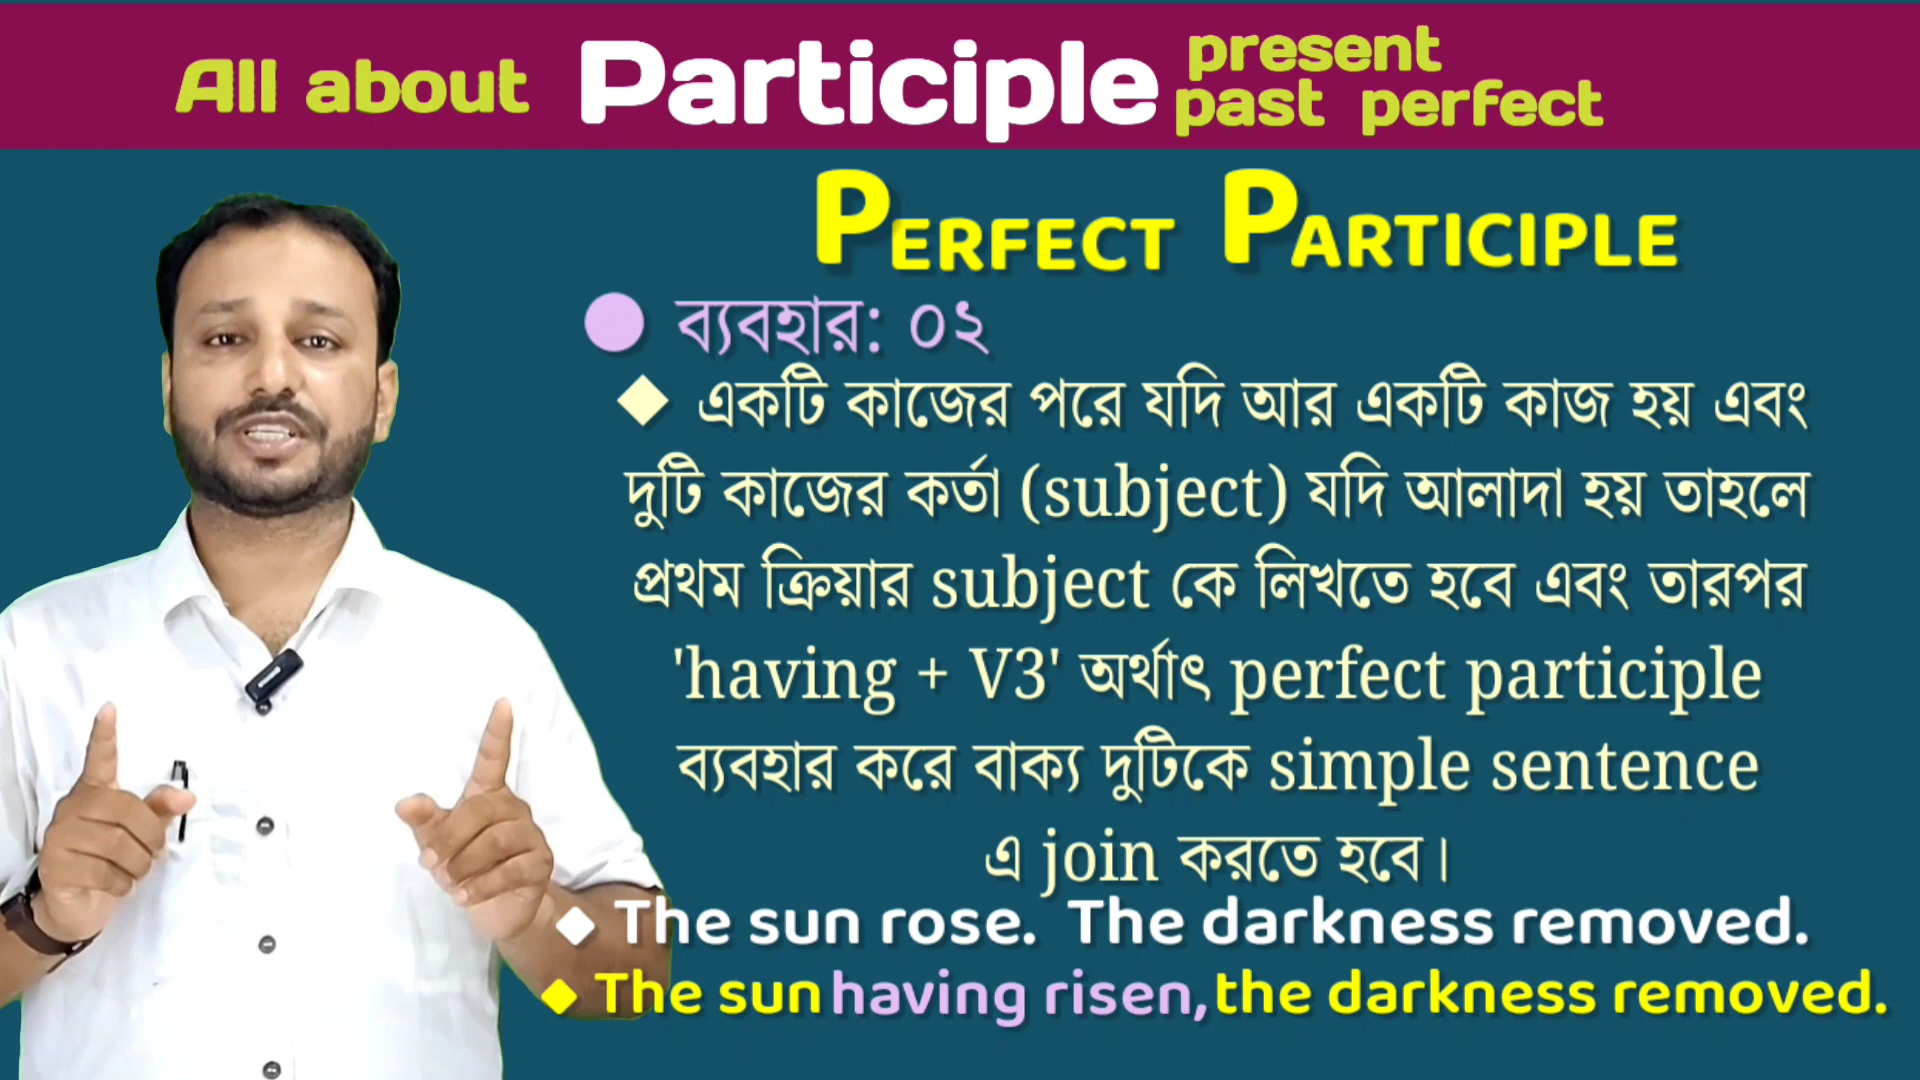 All about Participle present
past perfect
PERFECT PARTICIPLE
ব্যবহার: ০২
একটি কাজের পরে যদি আর একটি কাজ হয় এবং
দুটি কাজের কর্তা (subject) যদি আলাদা হয় তাহলে
প্রথম ক্রিয়ার subject কে লিখতে হবে এবং তারপর
'having + V3' অর্থাৎ perfect participle
ব্যবহার করে বাক্য দুটিকে simple sentence
এ join করতে হবে।
The sun rose. The darkness removed.
The sun having risen, the darkness removed.